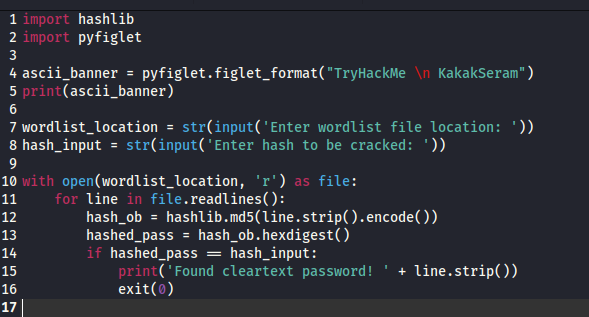 1 import hashlib
2 import pyfiglet
3
4 ascii_banner = pyfiglet.figlet_format("TryHackMe \n KakakSeram")
5 print(ascii_banner)
6
7 wordlist_location = str(input('Enter wordlist file location: '))
8 hash_input = str(input('Enter hash to be cracked: '))
9
10 with open(wordlist_location, 'r') as file:
11     for line in file.readlines():
12         hash_ob = hashlib.md5(line.strip().encode())
13         hashed_pass = hash_ob.hexdigest()
14         if hashed_pass == hash_input:
15             print('Found cleartext password! ' + line.strip())
16             exit(0)
17